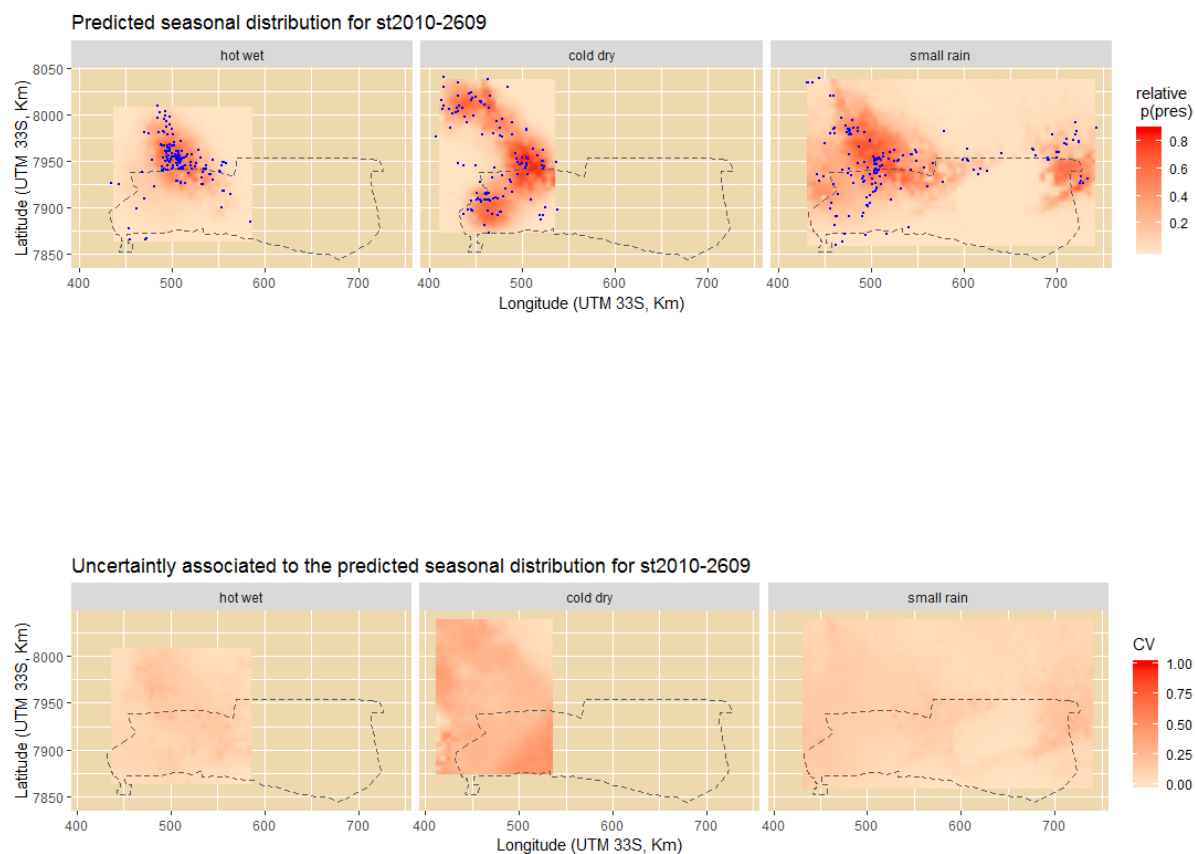 Predicted seasonal distribution for st2010-2609
hot wet
cold dry
small rain
8050
8000
7950
7900
7850
Latitude (UTM 33S, Km)
400 500 600 700
400 500 600 700
400 500 600 700
Longitude (UTM 33S, Km)
relative
p(pres)
0.8
0.6
0.4
0.2
Uncertaintly associated to the predicted seasonal distribution for st2010-2609
hot wet
cold dry
small rain
8000
7950
7900
7850
Latitude (UTM 33S, Km)
400 500 600 700
400 500 600 700
400 500 600 700
Longitude (UTM 33S, Km)
CV
1.00
0.75
0.50
0.25
0.00